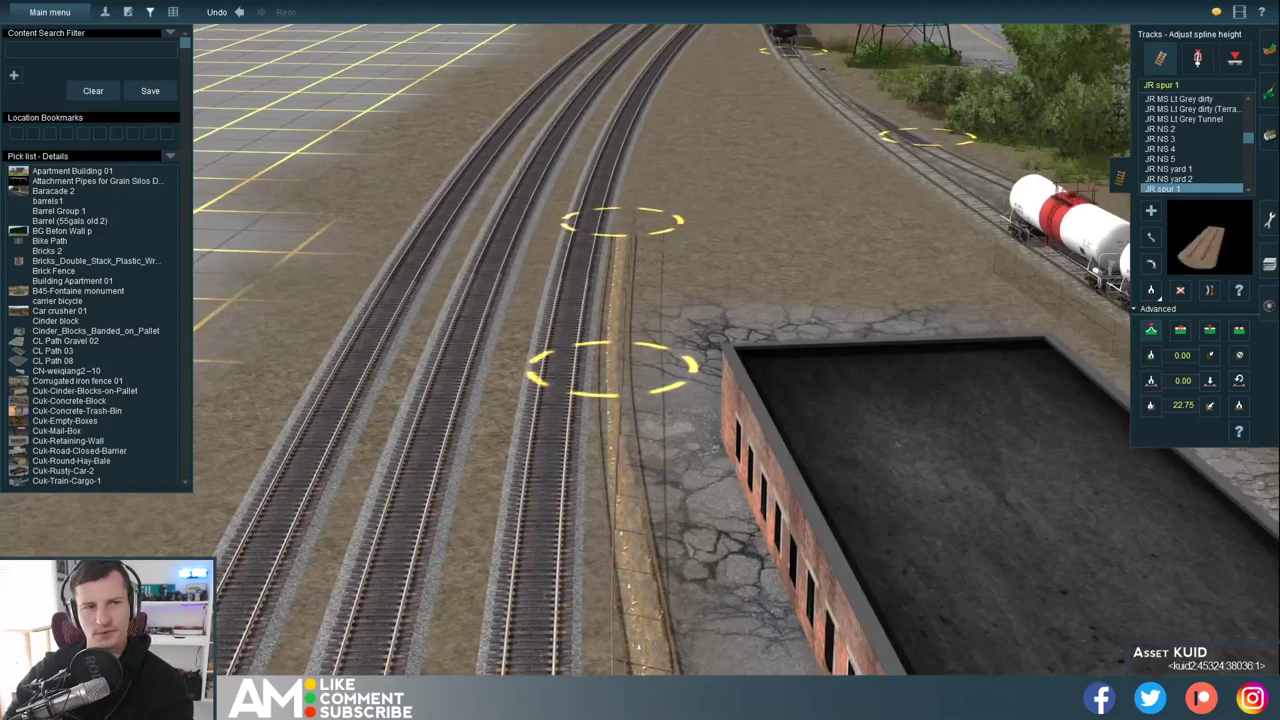 Main menu
Undo
Redo
Content Search Filter
Clear
Save
Location Bookmarks
Pick list - Details
Apartment Building 01
Attachment Pipes for Grain Silos D...
Baracade 2
barrels1
Barrel Group 1
Barrel (55gals old 2)
BG Beton Wall p
Bike Path
Bricks 2
Bricks_Double_Stack_Plastic_Wr...
Brick Fence
Building Apartment 01
B45-Fontaine monument
carrier bicycle
Car crusher 01
Cinder block
Cinder_Blocks_Banded_on_Pallet
CL Path Gravel 02
CL Path 03
CL Path 08
CN-weiqiang2--10
Corrugated iron fence 01
Cuk-Cinder-Blocks-on-Pallet
Cuk-Concrete-Block
Cuk-Concrete-Trash-Bin
Cuk-Empty-Boxes
Cuk-Mail-Box
Cuk-Retaining-Wall
Cuk-Road-Closed-Barrier
Cuk-Round-Hay-Bale
Cuk-Rusty-Car-2
Cuk-Train-Cargo-1
?
Tracks - Adjust spline height
JR spur 1
JR MS Lt Grey dirty
JR MS Lt Grey dirty (Terra...
JR MS Lt Grey Tunnel
JR NS 2
JR NS 3
JR NS 4
JR NS 5
JR NS yard 1
JR NS yard 2
JR spur 1
?
Advanced
0.00
0.00
22.75
?
ASSET KUID
<kuid2:45324:38036:1>
RODE
AM
LIKE
COMMENT
SUBSCRIBE